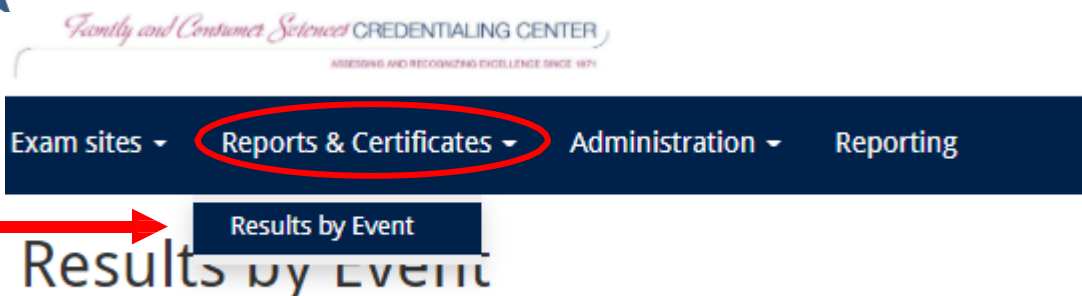 Family and Consumer Sciences CREDENTIALING CENTER
ASSESSING AND RECOGNIZING EXCELLENCE SINCE 1971
Exam sites Reports & Certificates Administration Reporting
Results by Event
Results by Event